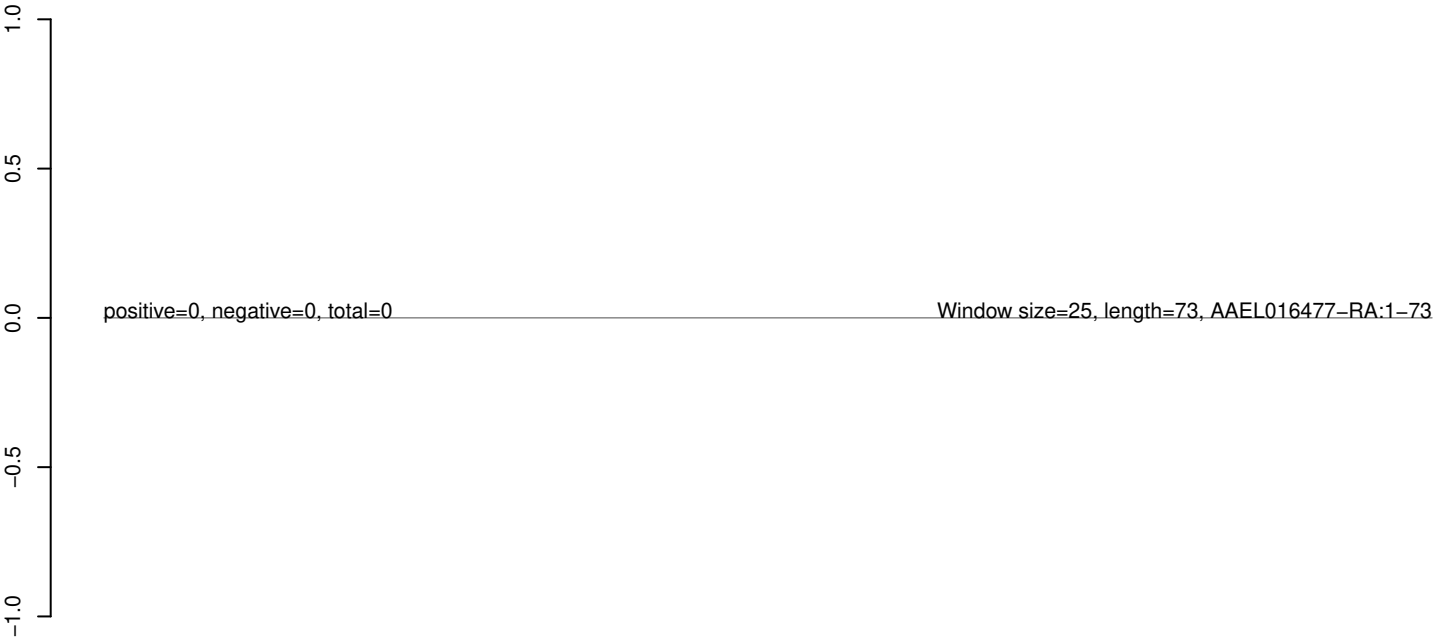 1.0
0.5
0.0
positive=0, negative=0, total=0
Window size=25, length=73, AAEL016477−RA:1−73
−0.5
−1.0